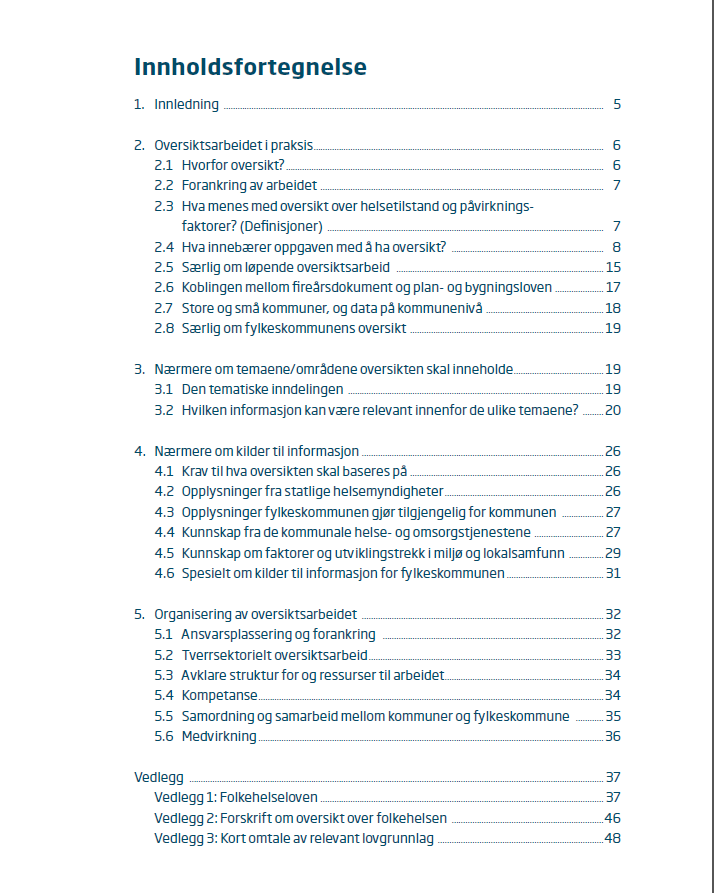 Innholdsfortegnelse
1. Innledning 5
2. Oversiktsarbeidet i praksis 6
2.1 Hvorfor oversikt? 6
2.2 Forankring av arbeidet 7
2.3 Hva menes med oversikt over helsetilstand og påvirknings-
faktorer? (Definisjoner) 7
2.4 Hva innebærer oppgaven med å ha oversikt? 8
2.5 Særlig om løpende oversiktsarbeid 15
2.6 Koblingen mellom fireårsdokument og plan- og bygningsloven 17
2.7 Store og små kommuner, og data på kommunenivå 18
2.8 Særlig om fylkeskommunens oversikt 19
3. Nærmere om temaene/områdene oversikten skal inneholde 19
3.1 Den tematiske inndelingen 19
3.2 Hvilken informasjon kan være relevant innenfor de ulike temaene? 20
4. Nærmere om kilder til informasjon 26
4.1 Krav til hva oversikten skal baseres på 26
4.2 Opplysninger fra statlige helsemyndigheter 26
4.3 Opplysninger fylkeskommunen gjør tilgjengelig for kommunen 27
4.4 Kunnskap fra de kommunale helse- og omsorgstjenestene 27
4.5 Kunnskap om faktorer og utviklingstrekk i miljø og lokalsamfunn 29
4.6 Spesielt om kilder til informasjon for fylkeskommunen 31
5. Organisering av oversiktsarbeidet 32
5.1 Ansvarsplassering og forankring 32
5.2 Tverrsektorielt oversiktsarbeid 33
5.3 Avklare struktur for og ressurser til arbeidet 34
5.4 Kompetanse 34
5.5 Samordning og samarbeid mellom kommuner og fylkeskommune 35
5.6 Medvirkning 36
Vedlegg 37
Vedlegg 1: Folkehelseloven 37
Vedlegg 2: Forskrift om oversikt over folkehelsen 46
Vedlegg 3: Kort omtale av relevant lovgrunnlag 48